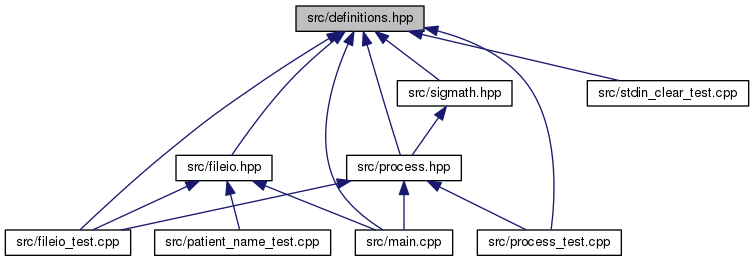 src/definitions.hpp
src/sigmath.hpp
src/stdin_clear_test.cpp
src/fileio.hpp
src/process.hpp
src/fileio_test.cpp
src/patient_name_test.cpp
src/main.cpp
src/process_test.cpp